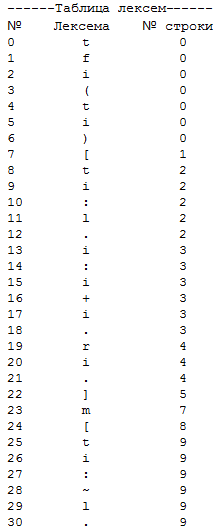 ------Таблица лексем------
№ Лексема № строки
0 t 0
1 f 0
2 i 0
3 ( 0
4 t 0
5 i 0
6 ) 0
7 [ 1
8 t 2
9 i 2
10 : 2
11 l 2
12 . 2
13 i 3
14 : 3
15 i 3
16 + 3
17 i 3
18 . 3
19 r 4
20 i 4
21 . 4
22 ] 5
23 m 7
24 [ 8
25 t 9
26 i 9
27 : 9
28 ~ 9
29 l 9
30 . 9